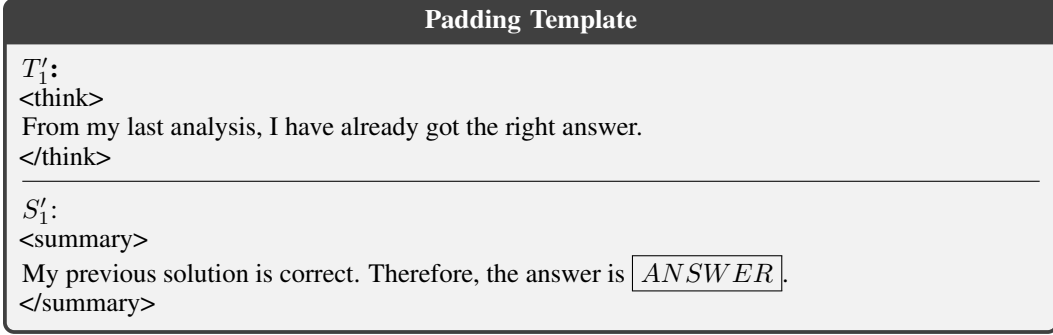 Padding Template
T′₁:
<think>
From my last analysis, I have already got the right answer.
</think>
S′₁:
<summary>
My previous solution is correct. Therefore, the answer is ANSWER.
</summary>